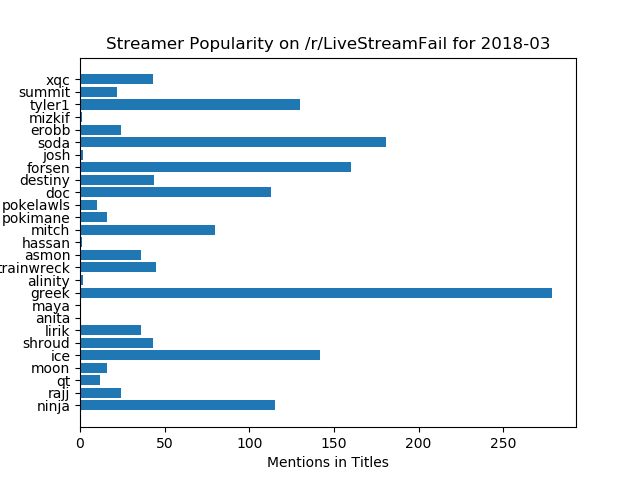 Streamer Popularity on /r/LiveStreamFail for 2018-03
xqc
summit
tyler1
mizkif
erobb
soda
josh
forsen
destiny
doc
pokelawls
pokimane
mitch
hassan
asmon
trainwreck
alinity
greek
maya
anita
lirik
shroud
ice
moon
qt
rajj
ninja
0 50 100 150 200 250
Mentions in Titles